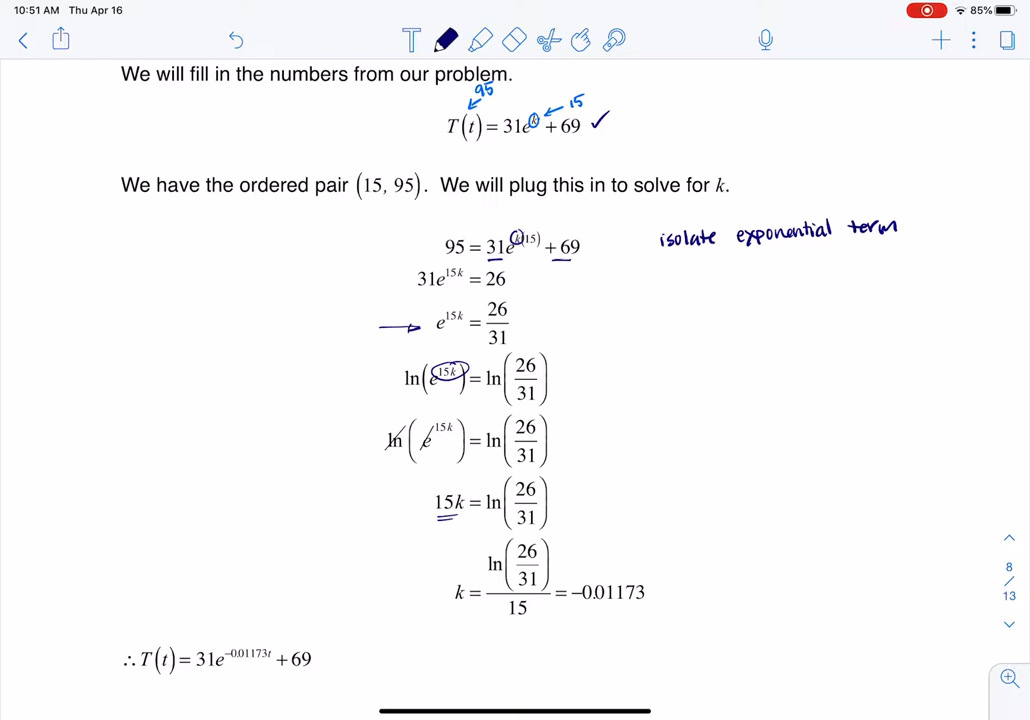 10:51 AM Thu Apr 16
85%
T
We will fill in the numbers from our problem.
95
15
T(t) = 31e^k + 69 ✓
We have the ordered pair (15, 95). We will plug this in to solve for k.
95 = 31e^k(15) + 69
isolate exponential term
31e^15k = 26
e^15k = 26/31
ln(e^15k) = ln(26/31)
ln(e^15k) = ln(26/31)
15k = ln(26/31)
k = ln(26/31)/15 = −0.01173
∴ T(t) = 31e^−0.01173t + 69
8
/
13